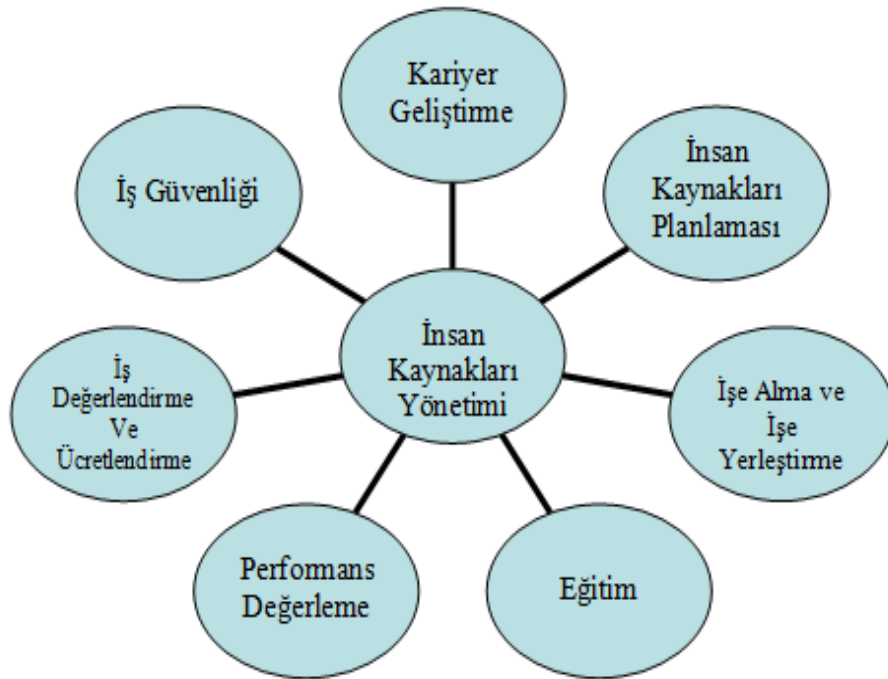 Kariyer
Geliştirme
İş Güvenliği
İnsan
Kaynakları
Planlaması
İnsan
Kaynakları
Yönetimi
İş
Değerlendirme
Ve
Ücretlendirme
İşe Alma ve
İşe
Yerleştirme
Performans
Değerleme
Eğitim